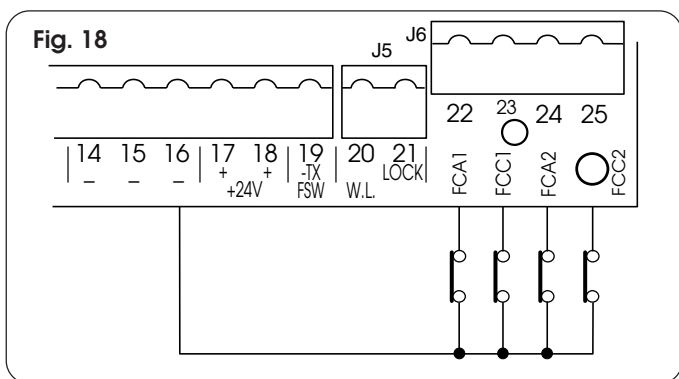 Fig. 18
J6
J5
22 23 24 25
14 15 16 17 18 19 20 21
– – – + + -TX LOCK
+24V FSW W.L.
FCA1 FCC1 FCA2 FCC2